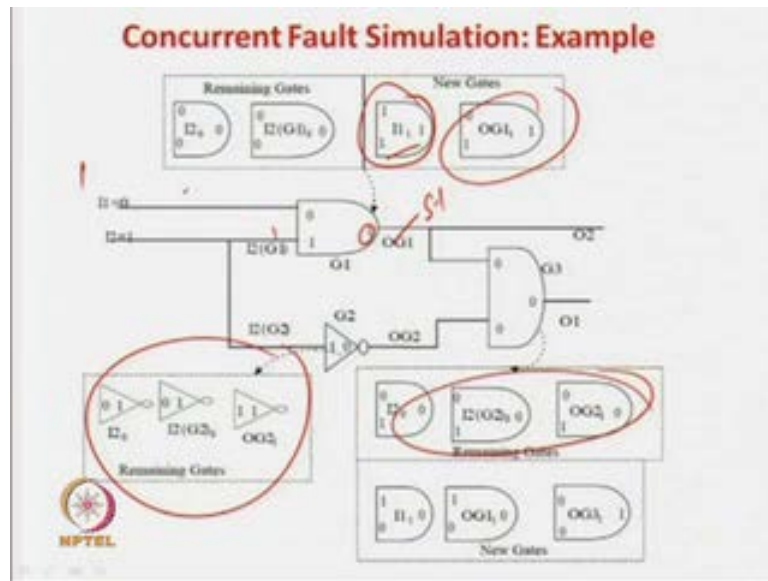 Concurrent Fault Simulation: Example
Remaining Gates
New Gates
0 I2₀ 0 0
0 I2(G1)₀ 0 0
1 I1₁ 1 1
0 OG1₁ 1 1
I2=1
0
1
I2(G1)
G1
OG1
S-1
O2
I2(G2)
G2
1 0
OG2
0
0
0
G3
O1
0 1
I2₀
0 1
I2(G2)₀
1 1
OG2₁
Remaining Gates
0 I2₀ 0 1
0 I2(G2)₀ 0 1
0 OG2₁ 0 1
Remaining Gates
1 I1₁ 0 0
1 OG1₁ 0
0 OG3₁ 1 0
New Gates
NPTEL